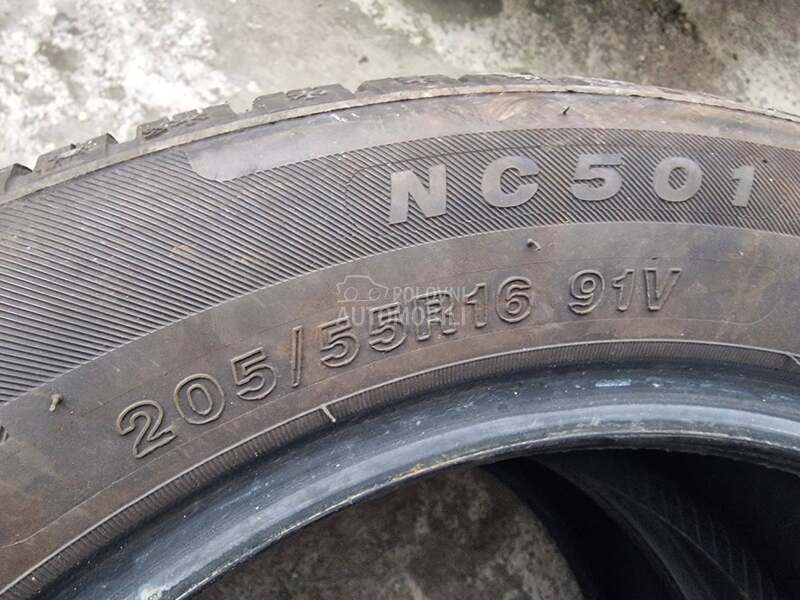 NC501
205/55R16 91V
POLOVNI
AUTOMOBILI